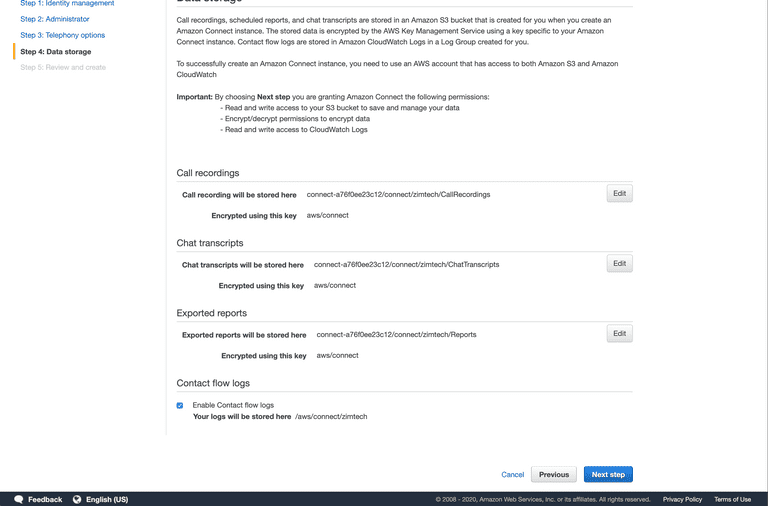 Step 1: Identity management
Step 2: Administrator
Step 3: Telephony options
Step 4: Data storage
Step 5: Review and create
Data storage
Call recordings, scheduled reports, and chat transcripts are stored in an Amazon S3 bucket that is created for you when you create an
Amazon Connect instance. The stored data is encrypted by the AWS Key Management Service using a key specific to your Amazon
Connect instance. Contact flow logs are stored in Amazon CloudWatch Logs in a Log Group created for you.
To successfully create an Amazon Connect instance, you need to use an AWS account that has access to both Amazon S3 and Amazon
CloudWatch
Important: By choosing Next step you are granting Amazon Connect the following permissions:
- Read and write access to your S3 bucket to save and manage your data
- Encrypt/decrypt permissions to encrypt data
- Read and write access to CloudWatch Logs
Call recordings
Call recording will be stored here connect-a76f0ee23c12/connect/zimtech/CallRecordings Edit
Encrypted using this key aws/connect
Chat transcripts
Chat transcripts will be stored here connect-a76f0ee23c12/connect/zimtech/ChatTranscripts Edit
Encrypted using this key aws/connect
Exported reports
Exported reports will be stored here connect-a76f0ee23c12/connect/zimtech/Reports Edit
Encrypted using this key aws/connect
Contact flow logs
Enable Contact flow logs
Your logs will be stored here /aws/connect/zimtech
Cancel Previous Next step
Feedback English (US) © 2008 - 2020, Amazon Web Services, Inc. or its affiliates. All rights reserved. Privacy Policy Terms of Use